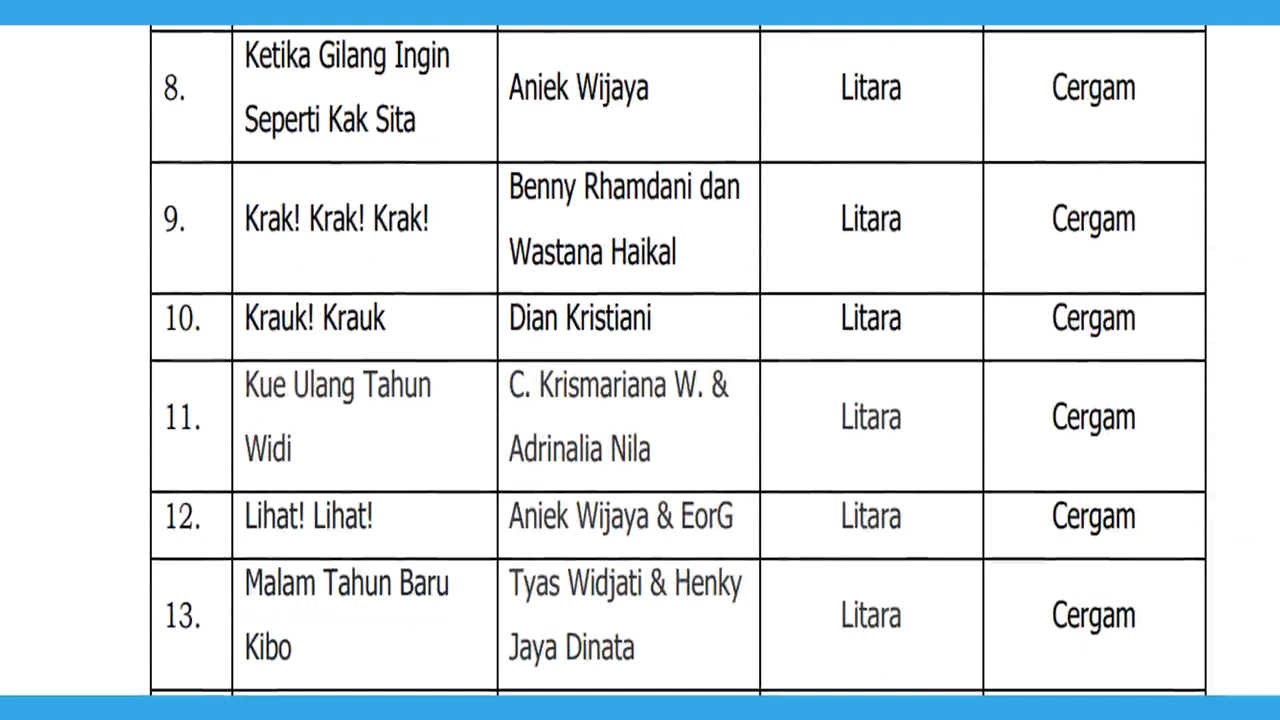 8. Ketika Gilang Ingin Aniek Wijaya Litara Cergam
Seperti Kak Sita
9. Krak! Krak! Krak! Benny Rhamdani dan Litara Cergam
Wastana Haikal
10. Krauk! Krauk Dian Kristiani Litara Cergam
11. Kue Ulang Tahun C. Krismariana W. & Litara Cergam
Widi Adrinalia Nila
12. Lihat! Lihat! Aniek Wijaya & EorG Litara Cergam
13. Malam Tahun Baru Tyas Widjati & Henky Litara Cergam
Kibo Jaya Dinata